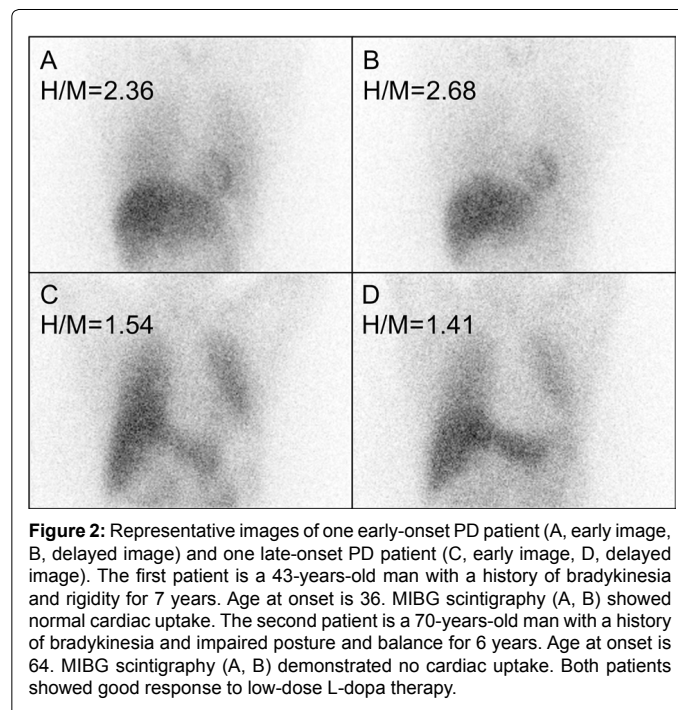 A
H/M=2.36
B
H/M=2.68
C
H/M=1.54
D
H/M=1.41
Figure 2: Representative images of one early-onset PD patient (A, early image,
B, delayed image) and one late-onset PD patient (C, early image, D, delayed
image). The first patient is a 43-years-old man with a history of bradykinesia
and rigidity for 7 years. Age at onset is 36. MIBG scintigraphy (A, B) showed
normal cardiac uptake. The second patient is a 70-years-old man with a history
of bradykinesia and impaired posture and balance for 6 years. Age at onset is
64. MIBG scintigraphy (A, B) demonstrated no cardiac uptake. Both patients
showed good response to low-dose L-dopa therapy.